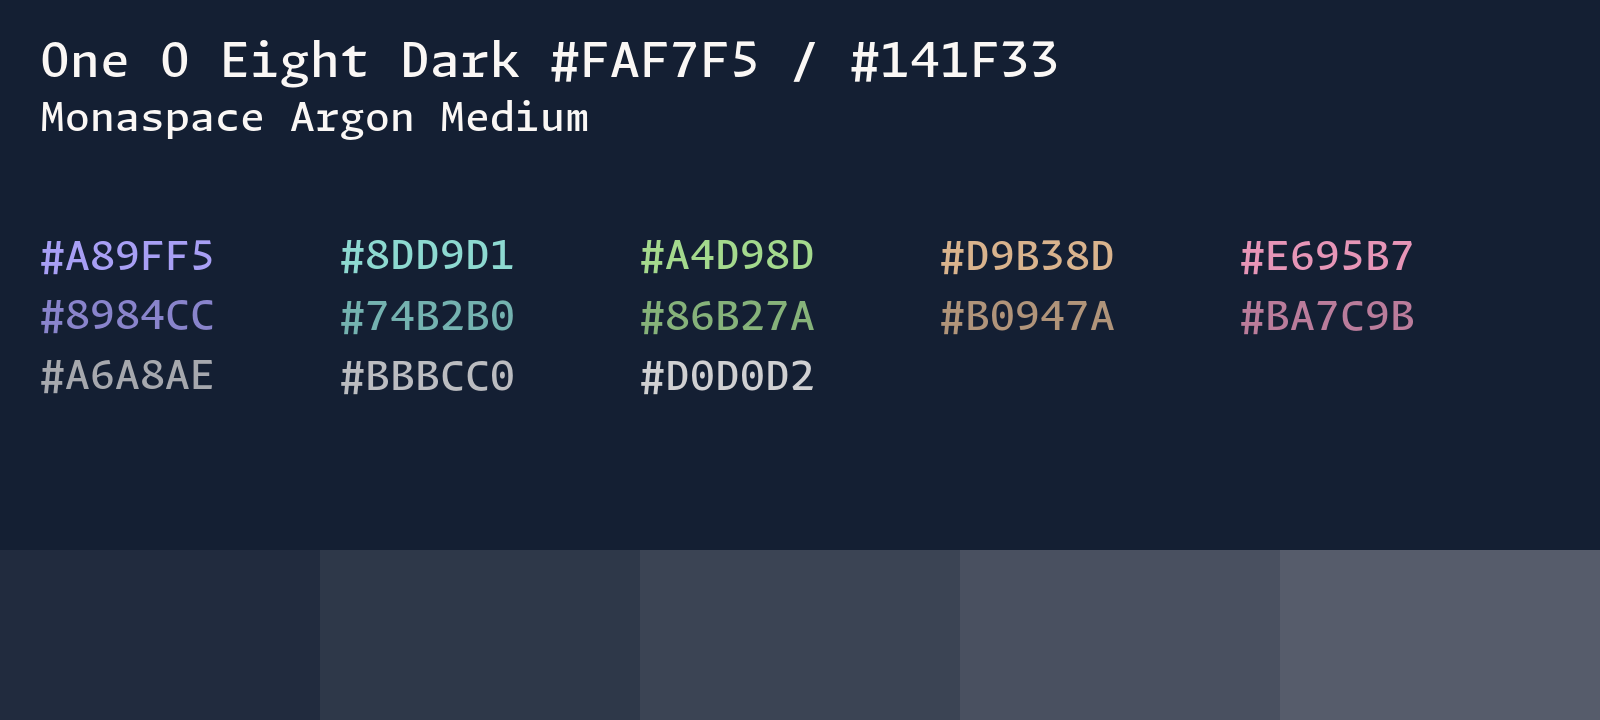 One O Eight Dark #FAF7F5 / #141F33
Monaspace Argon Medium
#A89FF5 #8DD9D1 #A4D98D #D9B38D #E695B7
#8984CC #74B2B0 #86B27A #B0947A #BA7C9B
#A6A8AE #BBBCC0 #D0D0D2